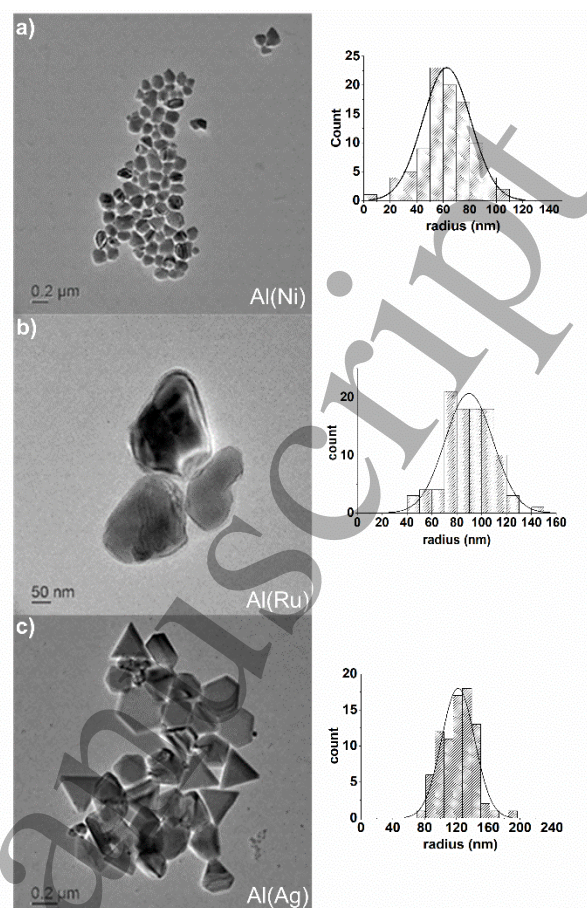 a)
0.2 µm
Al(Ni)
25
20
15
10
5
0
Count
0 20 40 60 80 100 120 140
radius (nm)
b)
50 nm
Al(Ru)
20
10
0
count
0 20 40 60 80 100 120 140 160
radius (nm)
c)
0.2 µm
Al(Ag)
20
15
10
5
0
count
0 40 80 120 160 200 240
radius (nm)
anuscript